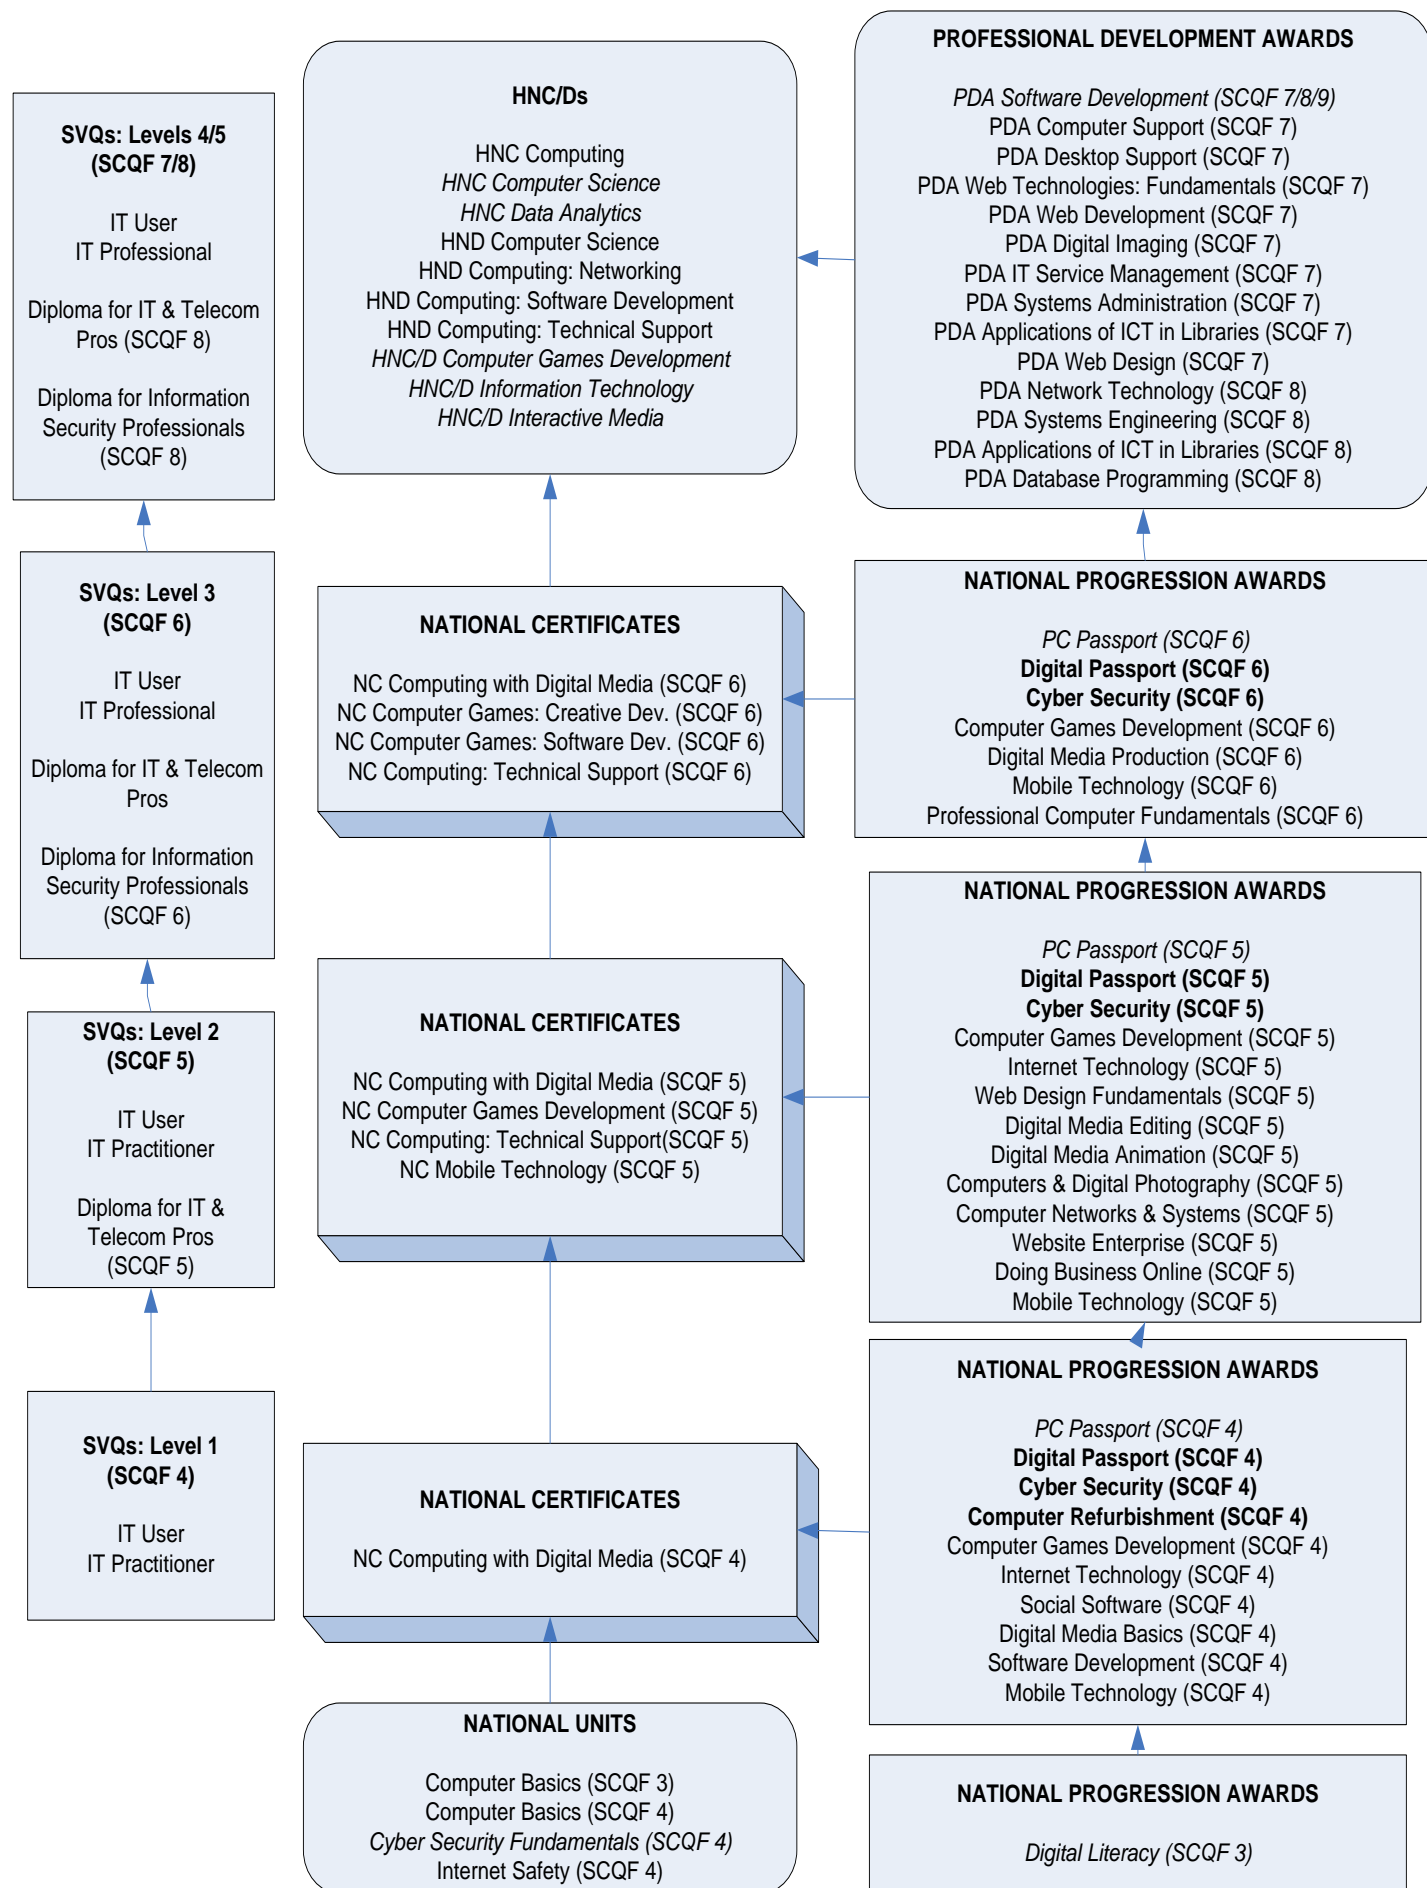 SVQs: Levels 4/5
(SCQF 7/8)
IT User
IT Professional
Diploma for IT & Telecom
Pros (SCQF 8)
Diploma for Information
Security Professionals
(SCQF 8)
SVQs: Level 3
(SCQF 6)
IT User
IT Professional
Diploma for IT & Telecom
Pros
Diploma for Information
Security Professionals
(SCQF 6)
SVQs: Level 2
(SCQF 5)
IT User
IT Practitioner
Diploma for IT &
Telecom Pros
(SCQF 5)
SVQs: Level 1
(SCQF 4)
IT User
IT Practitioner
HNC/Ds
HNC Computing
HNC Computer Science
HNC Data Analytics
HND Computer Science
HND Computing: Networking
HND Computing: Software Development
HND Computing: Technical Support
HNC/D Computer Games Development
HNC/D Information Technology
HNC/D Interactive Media
NATIONAL CERTIFICATES
NC Computing with Digital Media (SCQF 6)
NC Computer Games: Creative Dev. (SCQF 6)
NC Computer Games: Software Dev. (SCQF 6)
NC Computing: Technical Support (SCQF 6)
NATIONAL CERTIFICATES
NC Computing with Digital Media (SCQF 5)
NC Computer Games Development (SCQF 5)
NC Computing: Technical Support(SCQF 5)
NC Mobile Technology (SCQF 5)
NATIONAL CERTIFICATES
NC Computing with Digital Media (SCQF 4)
NATIONAL UNITS
Computer Basics (SCQF 3)
Computer Basics (SCQF 4)
Cyber Security Fundamentals (SCQF 4)
Internet Safety (SCQF 4)
PROFESSIONAL DEVELOPMENT AWARDS
PDA Software Development (SCQF 7/8/9)
PDA Computer Support (SCQF 7)
PDA Desktop Support (SCQF 7)
PDA Web Technologies: Fundamentals (SCQF 7)
PDA Web Development (SCQF 7)
PDA Digital Imaging (SCQF 7)
PDA IT Service Management (SCQF 7)
PDA Systems Administration (SCQF 7)
PDA Applications of ICT in Libraries (SCQF 7)
PDA Web Design (SCQF 7)
PDA Network Technology (SCQF 8)
PDA Systems Engineering (SCQF 8)
PDA Applications of ICT in Libraries (SCQF 8)
PDA Database Programming (SCQF 8)
NATIONAL PROGRESSION AWARDS
PC Passport (SCQF 6)
Digital Passport (SCQF 6)
Cyber Security (SCQF 6)
Computer Games Development (SCQF 6)
Digital Media Production (SCQF 6)
Mobile Technology (SCQF 6)
Professional Computer Fundamentals (SCQF 6)
NATIONAL PROGRESSION AWARDS
PC Passport (SCQF 5)
Digital Passport (SCQF 5)
Cyber Security (SCQF 5)
Computer Games Development (SCQF 5)
Internet Technology (SCQF 5)
Web Design Fundamentals (SCQF 5)
Digital Media Editing (SCQF 5)
Digital Media Animation (SCQF 5)
Computers & Digital Photography (SCQF 5)
Computer Networks & Systems (SCQF 5)
Website Enterprise (SCQF 5)
Doing Business Online (SCQF 5)
Mobile Technology (SCQF 5)
NATIONAL PROGRESSION AWARDS
PC Passport (SCQF 4)
Digital Passport (SCQF 4)
Cyber Security (SCQF 4)
Computer Refurbishment (SCQF 4)
Computer Games Development (SCQF 4)
Internet Technology (SCQF 4)
Social Software (SCQF 4)
Digital Media Basics (SCQF 4)
Software Development (SCQF 4)
Mobile Technology (SCQF 4)
NATIONAL PROGRESSION AWARDS
Digital Literacy (SCQF 3)